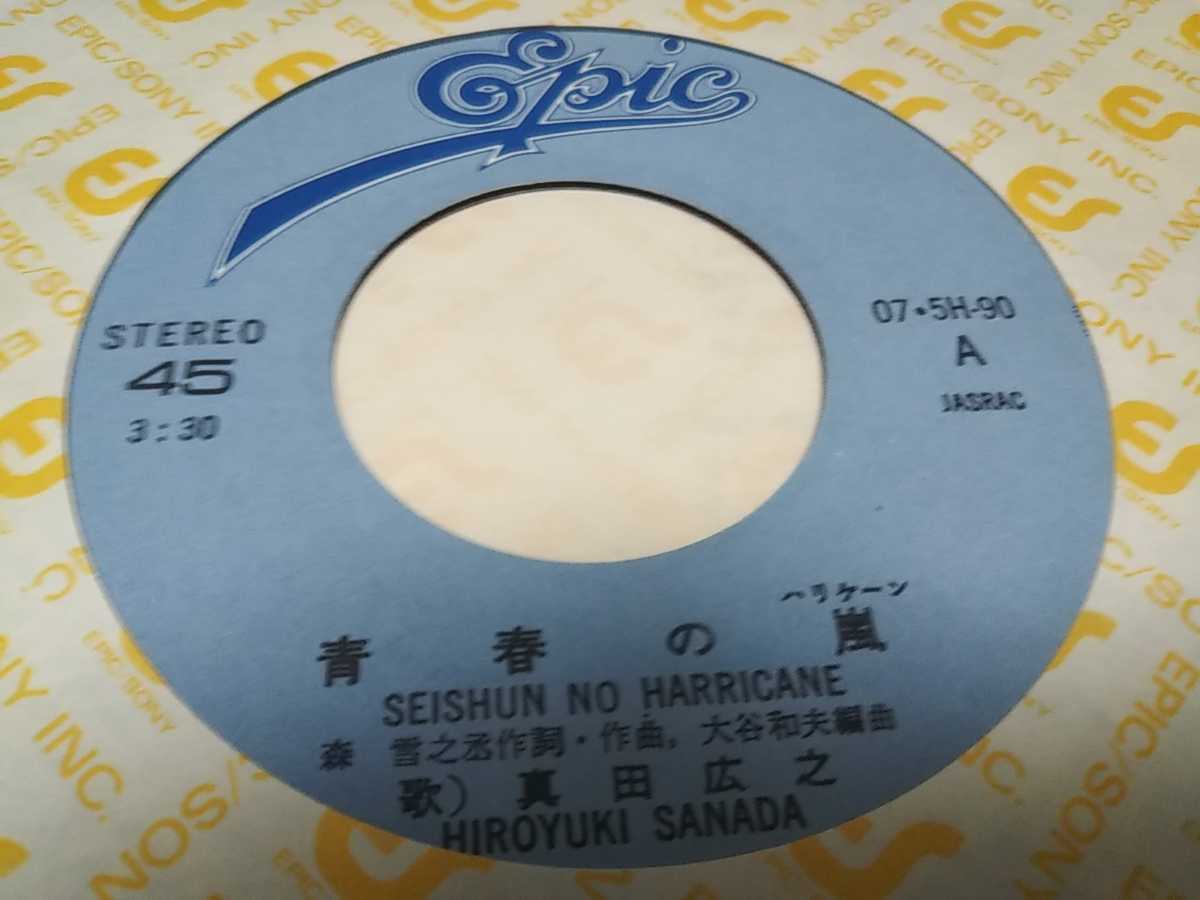 Epic
STEREO
45
3:30
07・5H-90
A
JASRAC
ハリケーン
青春の嵐
SEISHUN NO HARRICANE
森 雪之丞作詞・作曲, 大谷和夫編曲
歌) 真田広之
HIROYUKI SANADA
EPIC/SONY INC.